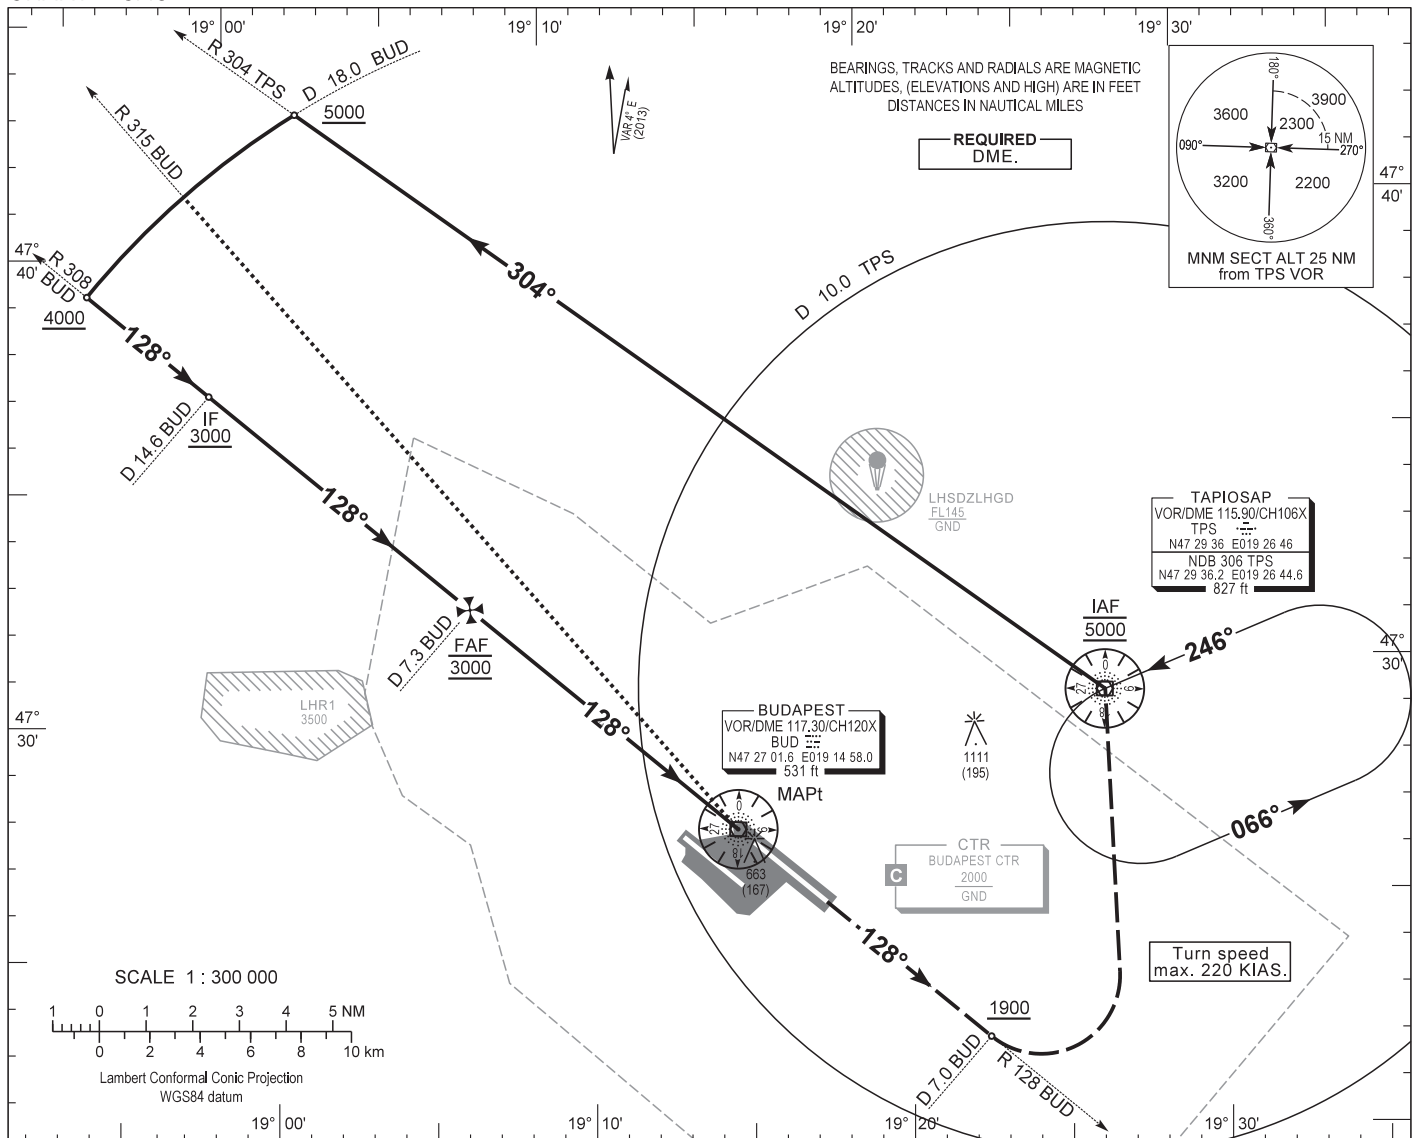 19° 00'
19° 10'
19° 20'
19° 30'
R 304 TPS
D 18.0 BUD
5000
R 315 BUD
VAR 4° E
(2013)
BEARINGS, TRACKS AND RADIALS ARE MAGNETIC
ALTITUDES, (ELEVATIONS AND HIGH) ARE IN FEET
DISTANCES IN NAUTICAL MILES
REQUIRED
DME.
180°
3600
3900
2300
15 NM
090°
270°
3200
2200
360°
MNM SECT ALT 25 NM
from TPS VOR
47°
40'
47°
40'
R 308
BUD
4000
304°
D 10.0 TPS
128°
IF
3000
D 14.6 BUD
128°
LHSDZLHGD
FL145
GND
TAPIOSAP
VOR/DME 115.90/CH106X
TPS
N47 29 36 E019 26 46
NDB 306 TPS
N47 29 36.2 E019 26 44.6
827 ft
IAF
5000
246°
47°
30'
D 7.3 BUD
FAF
3000
0
9
18
27
LHR1
3500
47°
30'
128°
BUDAPEST
VOR/DME 117.30/CH120X
BUD
N47 27 01.6 E019 14 58.0
531 ft
MAPt
1111
(195)
066°
0
9
18
27
663
(167)
CTR
BUDAPEST CTR
C
2000
GND
128°
Turn speed
max. 220 KIAS.
SCALE 1 : 300 000
1 0 1 2 3 4 5 NM
0 2 4 6 8 10 km
Lambert Conformal Conic Projection
WGS84 datum
1900
D 7.0 BUD
R 128 BUD
19° 00'
19° 10'
19° 20'
19° 30'